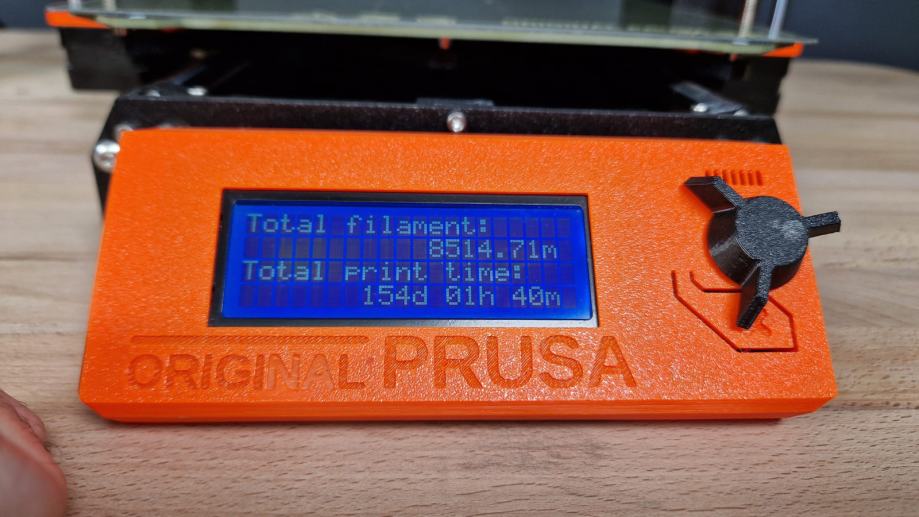 Total filament:
8514.71m
Total print time:
154d 01h 40m
ORIGINAL PRUSA